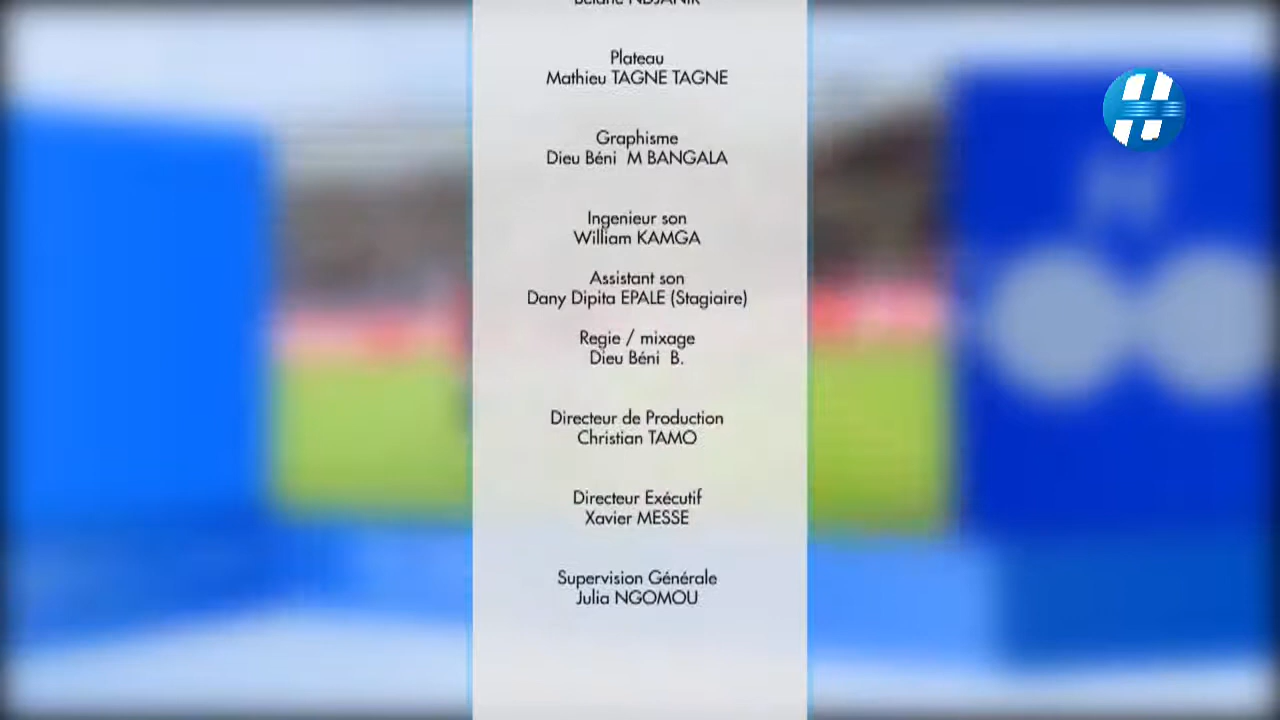 NDJANIK
Plateau
Mathieu TAGNE TAGNE
Graphisme
Dieu Béni  M BANGALA
Ingenieur son
William KAMGA
Assistant son
Dany Dipita EPALE (Stagiaire)
Regie / mixage
Dieu Béni  B.
Directeur de Production
Christian TAMO
Directeur Exécutif
Xavier MESSE
Supervision Générale
Julia NGOMOU